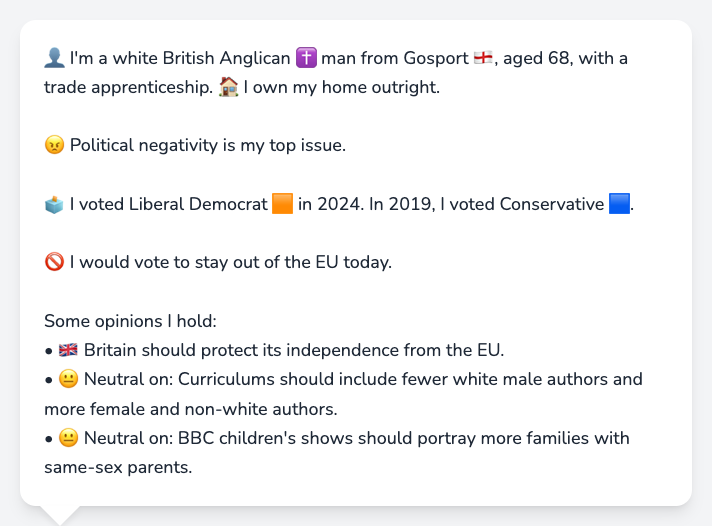 👤 I'm a white British Anglican ✝️ man from Gosport 🏴󠁧󠁢󠁥󠁮󠁧󠁿, aged 68, with a
trade apprenticeship. 🏠 I own my home outright.
😠 Political negativity is my top issue.
🗳️ I voted Liberal Democrat 🟧 in 2024. In 2019, I voted Conservative 🟦.
🚫 I would vote to stay out of the EU today.
Some opinions I hold:
• 🇬🇧 Britain should protect its independence from the EU.
• 😐 Neutral on: Curriculums should include fewer white male authors and
more female and non-white authors.
• 😐 Neutral on: BBC children's shows should portray more families with
same-sex parents.